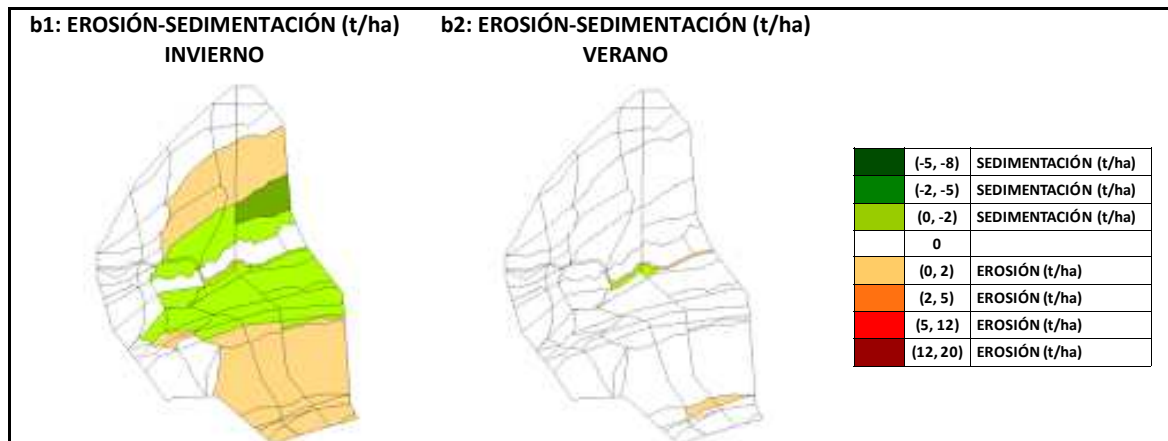 b1: EROSIÓN-SEDIMENTACIÓN (t/ha)
INVIERNO
b2: EROSIÓN-SEDIMENTACIÓN (t/ha)
VERANO
(-5, -8) SEDIMENTACIÓN (t/ha)
(-2, -5) SEDIMENTACIÓN (t/ha)
(0, -2) SEDIMENTACIÓN (t/ha)
0
(0, 2) EROSIÓN (t/ha)
(2, 5) EROSIÓN (t/ha)
(5, 12) EROSIÓN (t/ha)
(12, 20) EROSIÓN (t/ha)